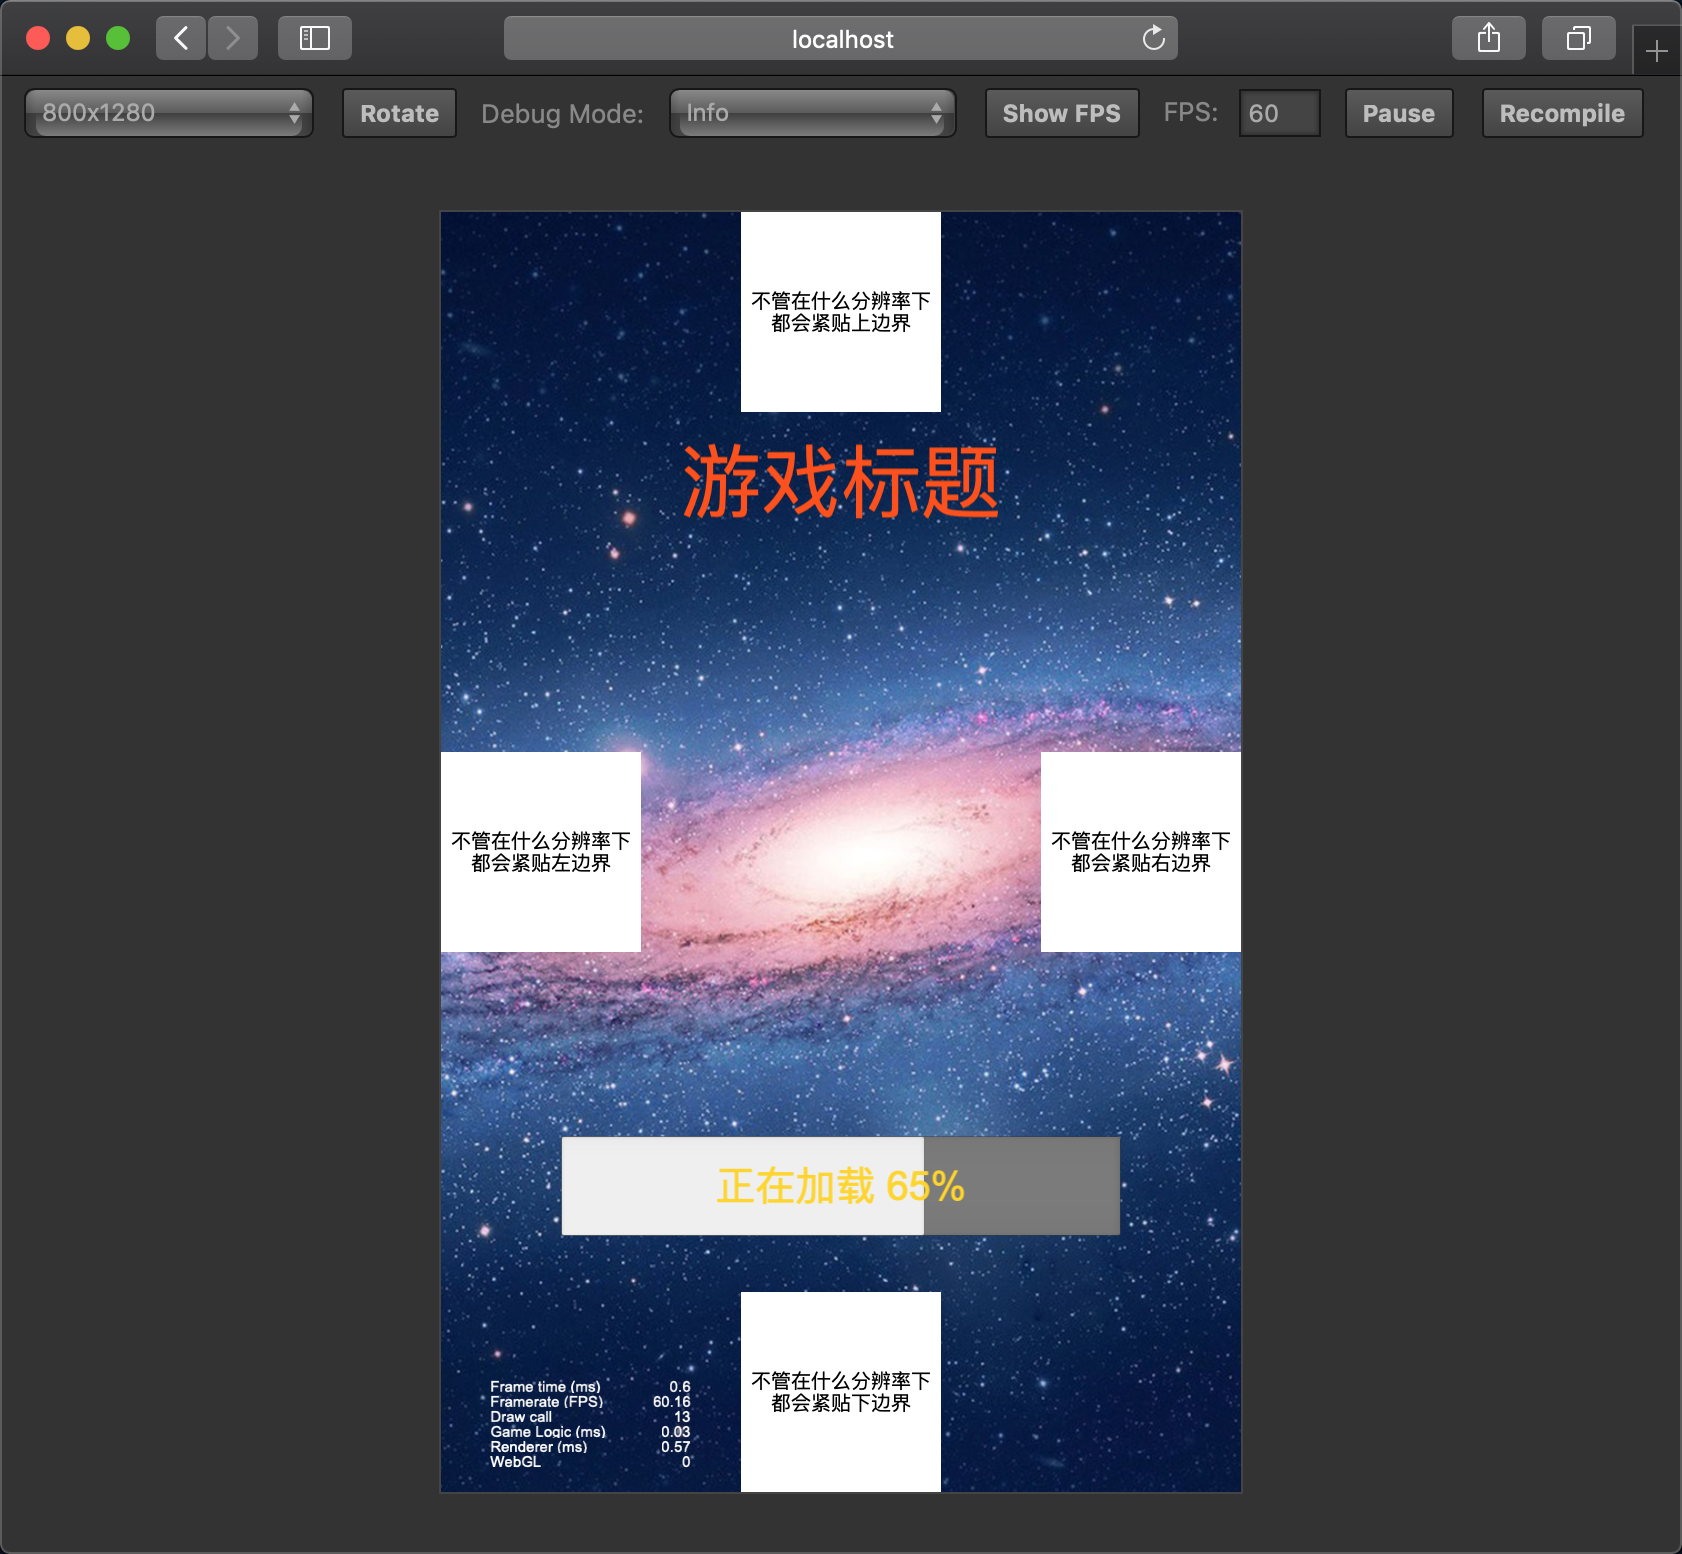 localhost
800x1280 Rotate Debug Mode: Info Show FPS FPS: 60 Pause Recompile
不管在什么分辨率下
都会紧贴上边界
游戏标题
不管在什么分辨率下
都会紧贴左边界
不管在什么分辨率下
都会紧贴右边界
正在加载 65%
不管在什么分辨率下
都会紧贴下边界
Frame time (ms) 0.6
Framerate (FPS) 60.16
Draw call 13
Game Logic (ms) 0.03
Renderer (ms) 0.57
WebGL 0